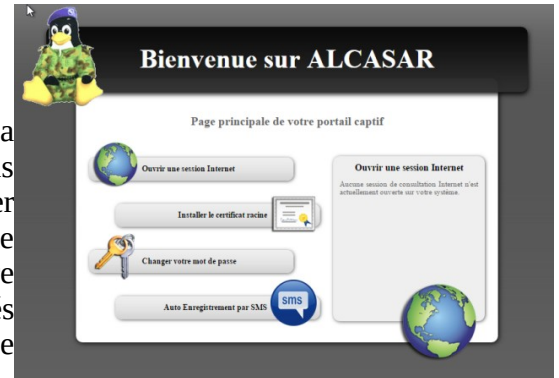 Bienvenue sur ALCASAR
Page principale de votre portail captif
Ouvrir une session Internet
Installer le certificat racine
Changer votre mot de passe
Auto Enregistrement par SMS
sms
Ouvrir une session Internet
Aucune session de consultation Internet n'est
actuellement ouverte sur votre système.